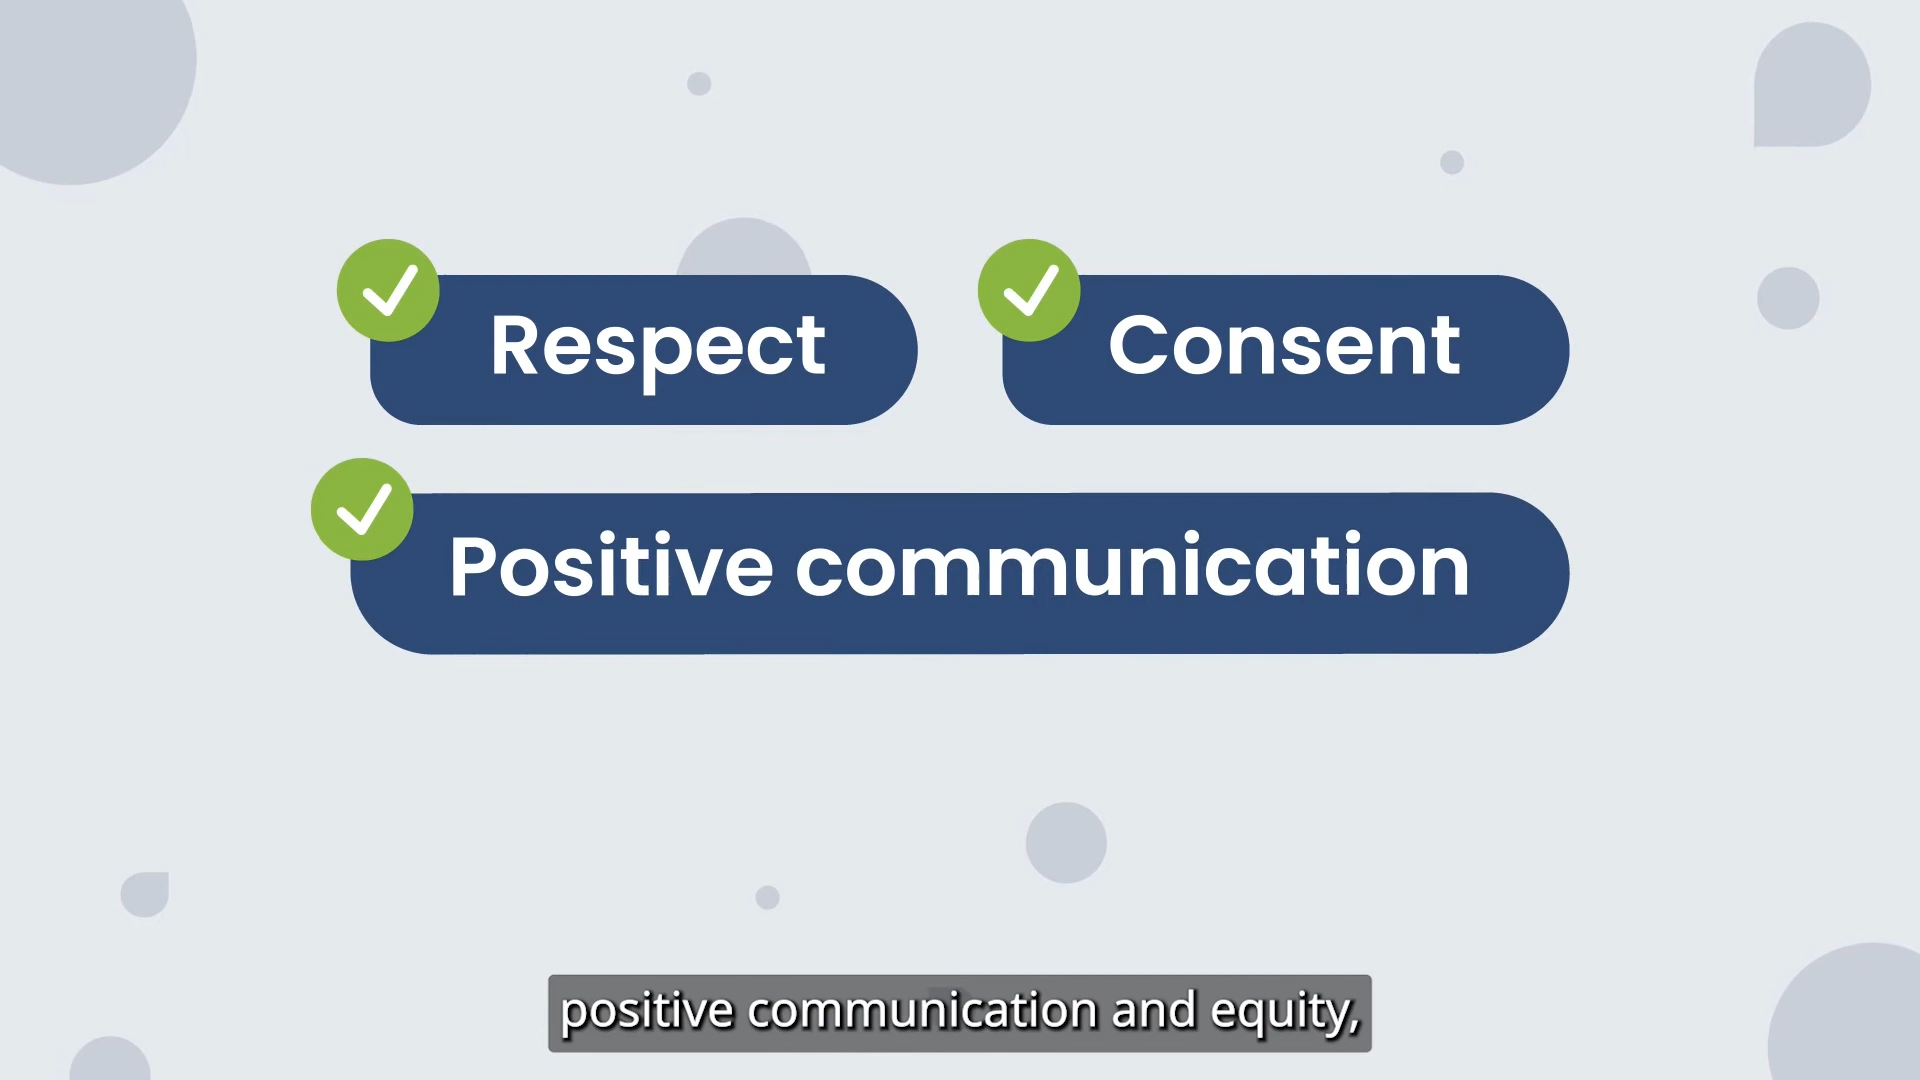 Respect
Consent
Positive communication
positive communication and equity,